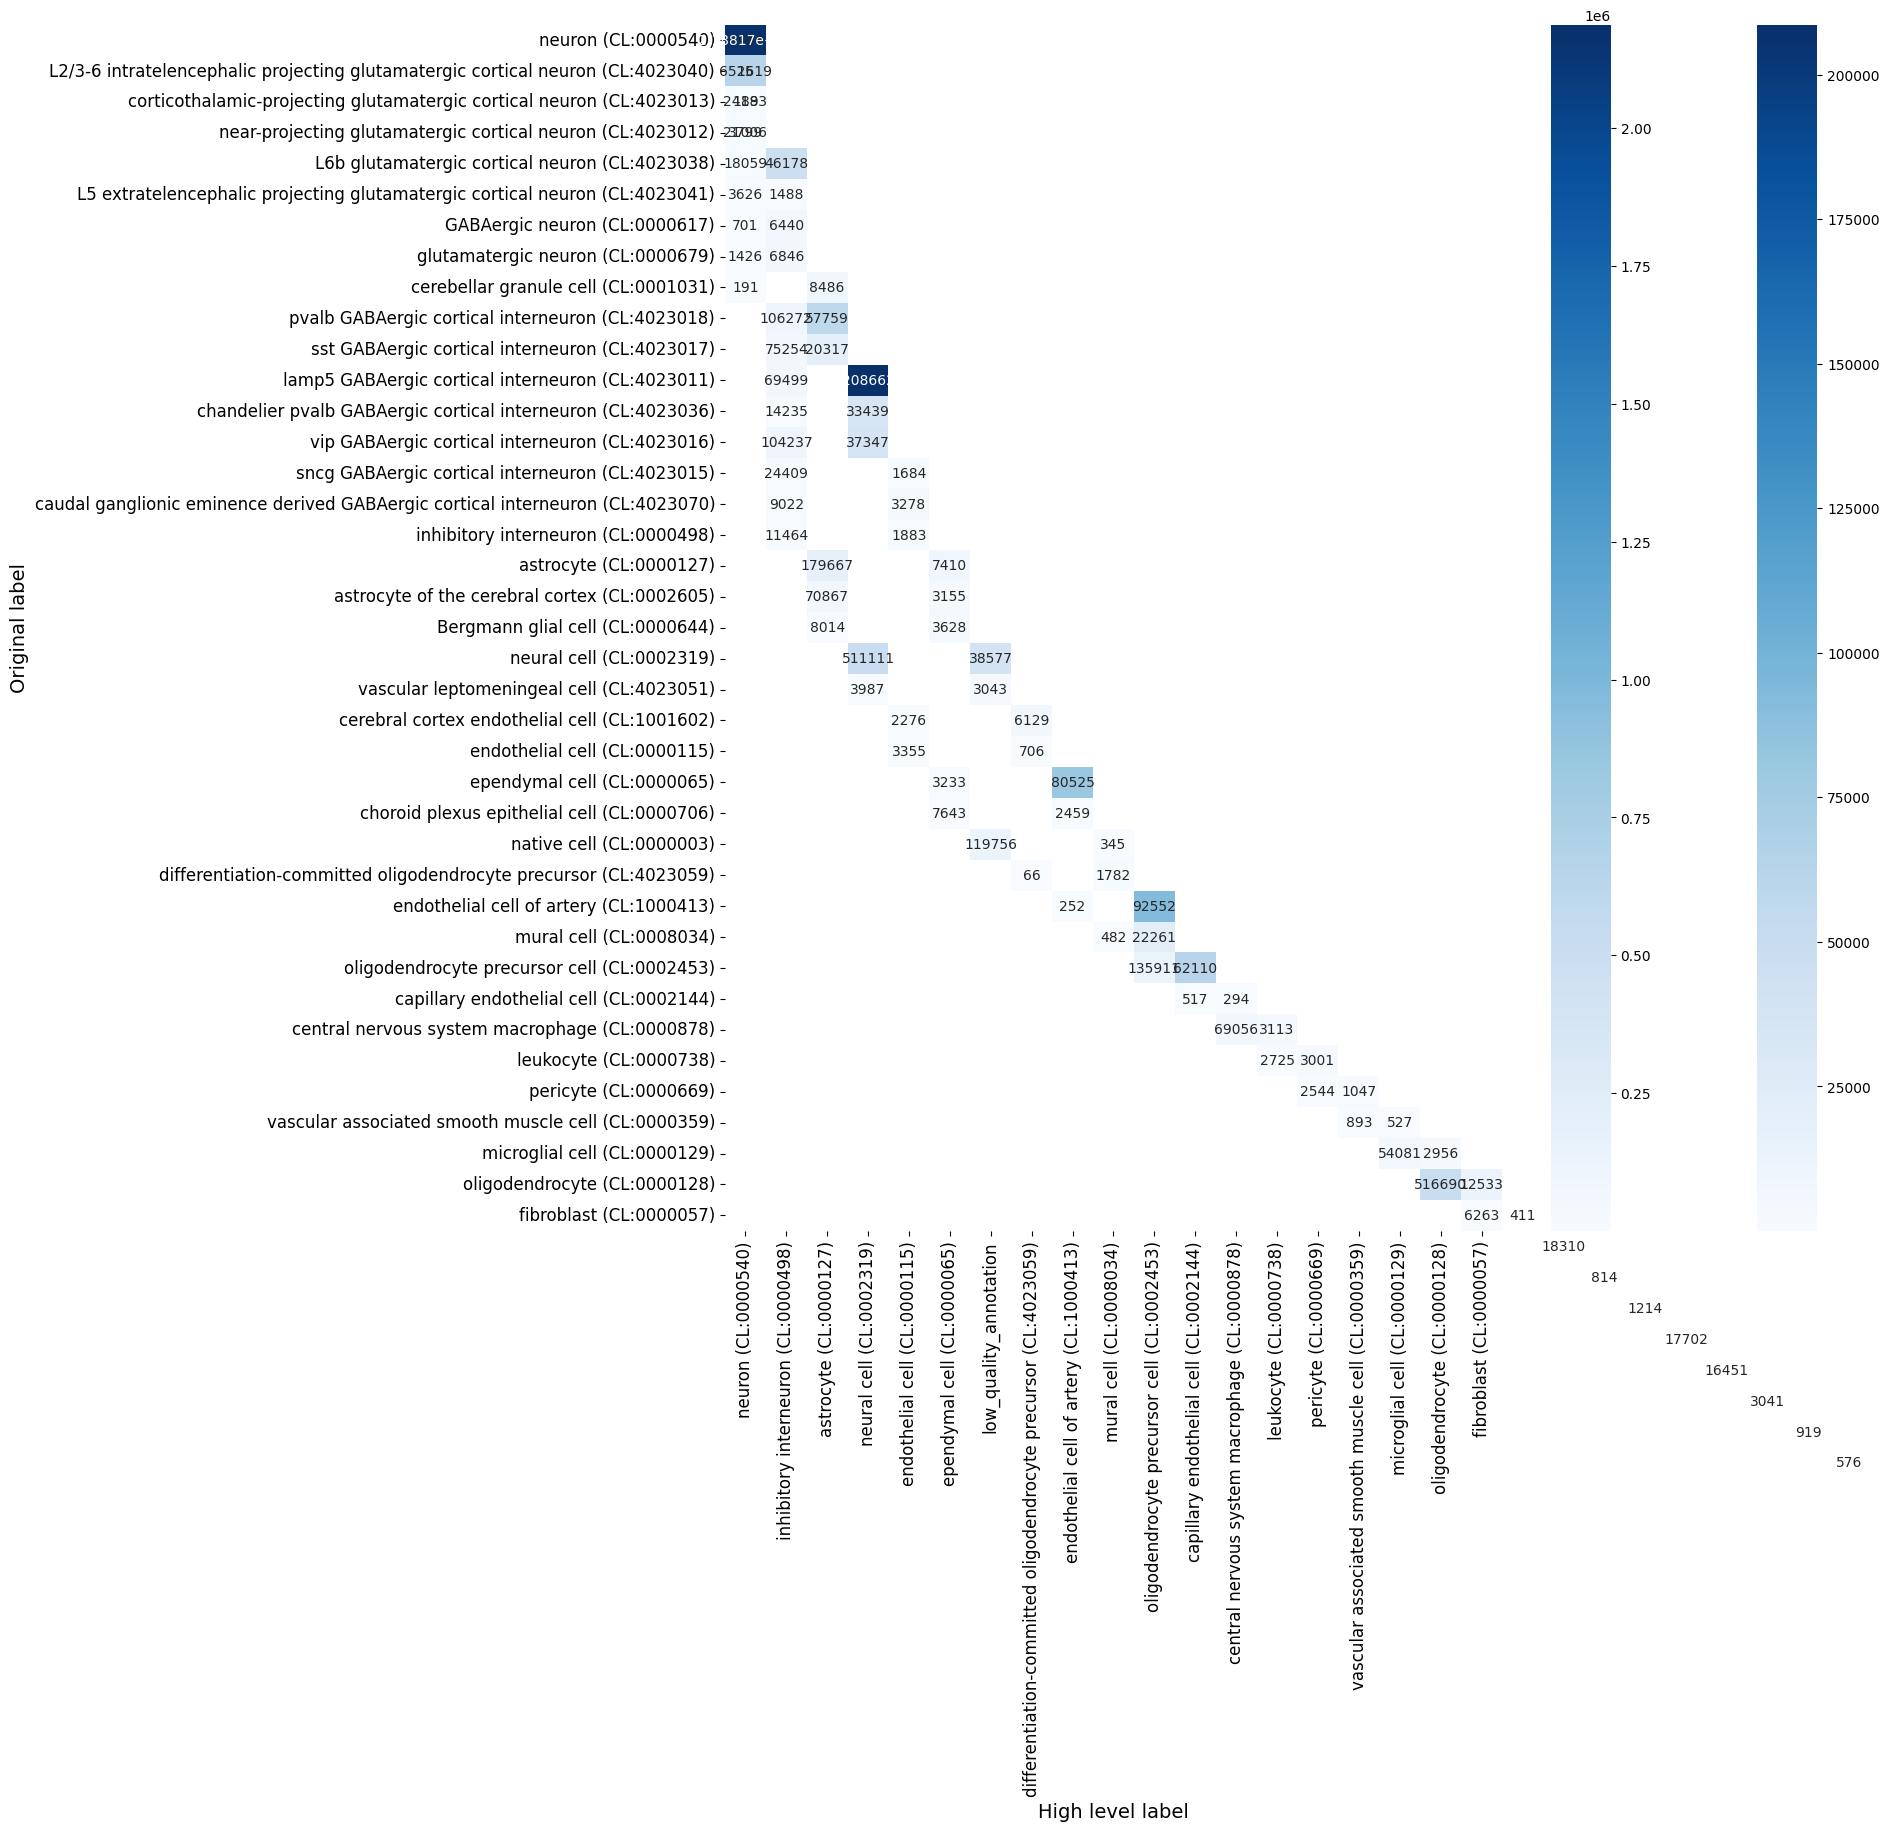 1e6
neuron (CL:0000540)
L2/3-6 intratelencephalic projecting glutamatergic cortical neuron (CL:4023040)
corticothalamic-projecting glutamatergic cortical neuron (CL:4023013)
near-projecting glutamatergic cortical neuron (CL:4023012)
L6b glutamatergic cortical neuron (CL:4023038) 18059 46178
L5 extratelencephalic projecting glutamatergic cortical neuron (CL:4023041) 3626 1488
GABAergic neuron (CL:0000617) 701 6440
glutamatergic neuron (CL:0000679) 1426 6846
cerebellar granule cell (CL:0001031) 191 8486
pvalb GABAergic cortical interneuron (CL:4023018) 106272 57759
sst GABAergic cortical interneuron (CL:4023017) 75254 20317
lamp5 GABAergic cortical interneuron (CL:4023011) 69499
chandelier pvalb GABAergic cortical interneuron (CL:4023036) 14235 33439
vip GABAergic cortical interneuron (CL:4023016) 104237 37347
sncg GABAergic cortical interneuron (CL:4023015) 24409 1684
caudal ganglionic eminence derived GABAergic cortical interneuron (CL:4023070) 9022 3278
inhibitory interneuron (CL:0000498) 11464 1883
astrocyte (CL:0000127) 179667 7410
astrocyte of the cerebral cortex (CL:0002605) 70867 3155
Bergmann glial cell (CL:0000644) 8014 3628
neural cell (CL:0002319) 511111 38577
vascular leptomeningeal cell (CL:4023051) 3987 3043
cerebral cortex endothelial cell (CL:1001602) 2276 6129
endothelial cell (CL:0000115) 3355 706
ependymal cell (CL:0000065) 3233 80525
choroid plexus epithelial cell (CL:0000706) 7643 2459
native cell (CL:0000003) 119756 345
differentiation-committed oligodendrocyte precursor (CL:4023059) 66 1782
endothelial cell of artery (CL:1000413) 252 92552
mural cell (CL:0008034) 482 22261
oligodendrocyte precursor cell (CL:0002453) 135911 62110
capillary endothelial cell (CL:0002144) 517 294
central nervous system macrophage (CL:0000878) 69056 3113
leukocyte (CL:0000738) 2725 3001
pericyte (CL:0000669) 2544 1047
vascular associated smooth muscle cell (CL:0000359) 893 527
microglial cell (CL:0000129) 54081 2956
oligodendrocyte (CL:0000128) 516690 12533
fibroblast (CL:0000057) 6263 411
18310
814
1214
17702
16451
3041
919
576
Original label
2.00
1.75
1.50
1.25
1.00
0.75
0.50
0.25
200000
175000
150000
125000
100000
75000
50000
25000
neuron (CL:0000540)
inhibitory interneuron (CL:0000498)
astrocyte (CL:0000127)
neural cell (CL:0002319)
endothelial cell (CL:0000115)
ependymal cell (CL:0000065)
low_quality_annotation
differentiation-committed oligodendrocyte precursor (CL:4023059)
endothelial cell of artery (CL:1000413)
mural cell (CL:0008034)
oligodendrocyte precursor cell (CL:0002453)
capillary endothelial cell (CL:0002144)
central nervous system macrophage (CL:0000878)
leukocyte (CL:0000738)
pericyte (CL:0000669)
vascular associated smooth muscle cell (CL:0000359)
microglial cell (CL:0000129)
oligodendrocyte (CL:0000128)
fibroblast (CL:0000057)
High level label